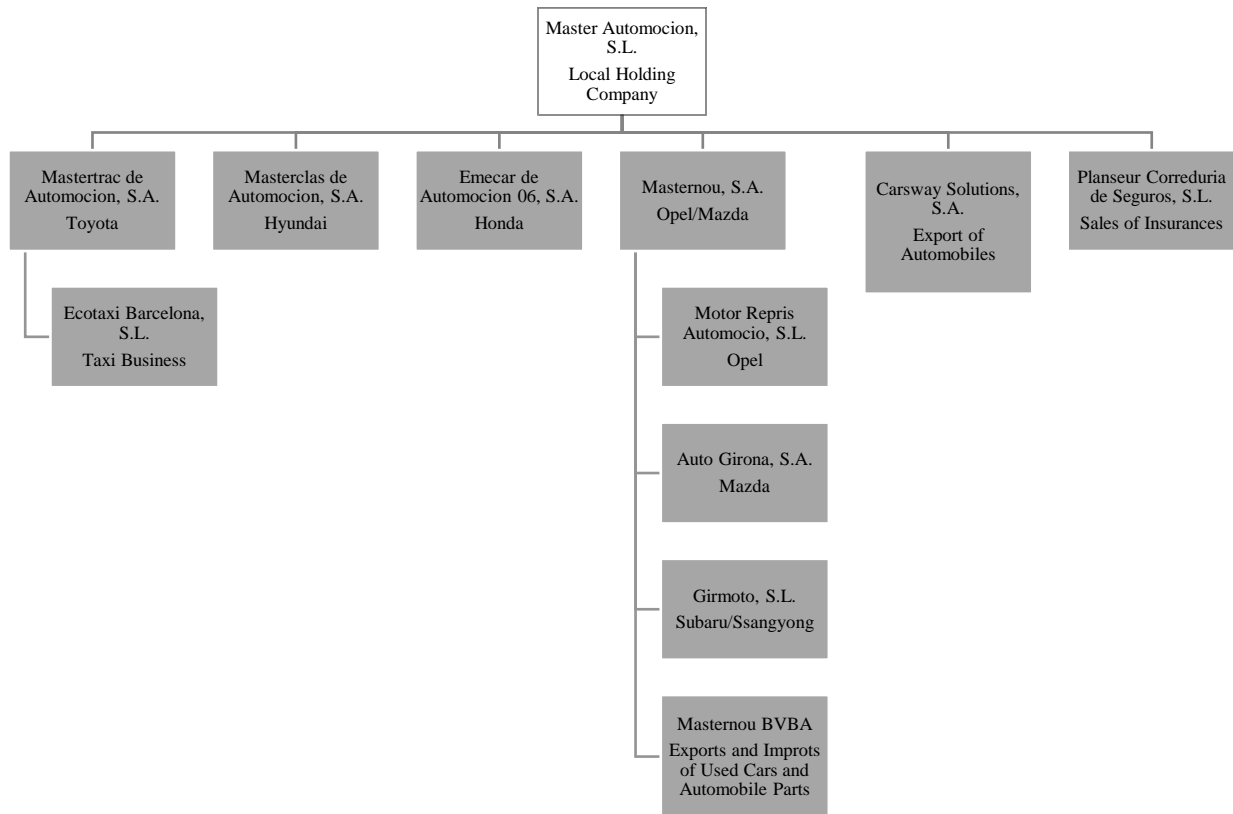 Master Automocion,
S.L.
Local Holding
Company
Mastertrac de
Automocion, S.A.
Toyota
Masterclas de
Automocion, S.A.
Hyundai
Emecar de
Automocion 06, S.A.
Honda
Masternou, S.A.
Opel/Mazda
Carsway Solutions,
S.A.
Export of
Automobiles
Planseur Correduria
de Seguros, S.L.
Sales of Insurances
Ecotaxi Barcelona,
S.L.
Taxi Business
Motor Repris
Automocio, S.L.
Opel
Auto Girona, S.A.
Mazda
Girmoto, S.L.
Subaru/Ssangyong
Masternou BVBA
Exports and Improts
of Used Cars and
Automobile Parts